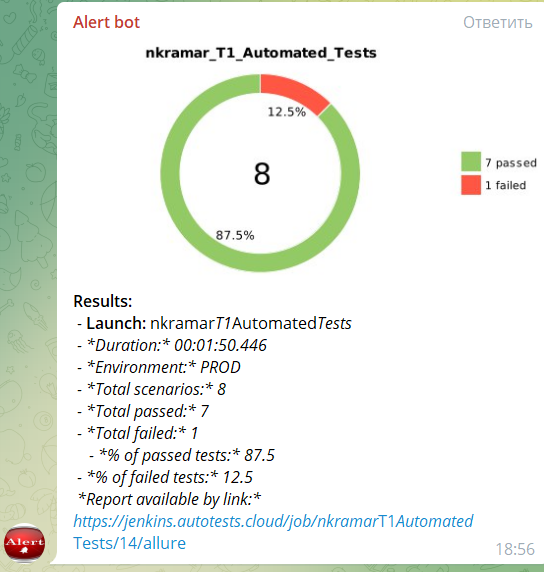 Alert bot
Ответить
nkramar_T1_Automated_Tests
12.5%
8
7 passed
1 failed
87.5%
Results:
- Launch: nkramarT1AutomatedTests
- *Duration:* 00:01:50.446
- *Environment:* PROD
- *Total scenarios:* 8
- *Total passed:* 7
- *Total failed:* 1
- *% of passed tests:* 87.5
- *% of failed tests:* 12.5
*Report available by link:*
https://jenkins.autotests.cloud/job/nkramarT1Automated
Tests/14/allure
Alert
18:56